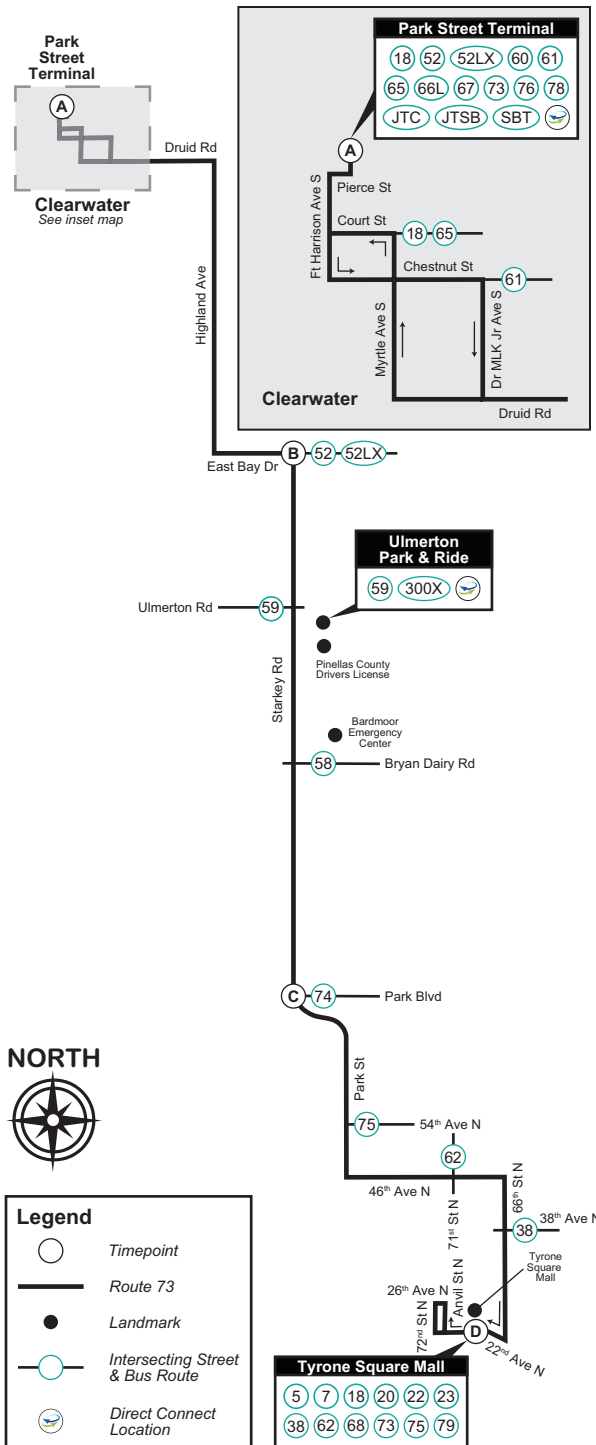 Park
Street
Terminal
A
Druid Rd
Clearwater
See inset map
Highland Ave
Park Street Terminal
18 52 52LX 60 61
65 66L 67 73 76 78
JTC JTSB SBT
A
Pierce St
Ft Harrison Ave S
Court St
18 65
Chestnut St
61
Myrtle Ave S
Dr MLK Jr Ave S
Clearwater
Druid Rd
East Bay Dr
B 52 52LX
Ulmerton
Park & Ride
59 300X
Ulmerton Rd
59
Pinellas County
Drivers License
Starkey Rd
Bardmoor
Emergency
Center
58
Bryan Dairy Rd
C 74 Park Blvd
NORTH
Park St
75 54th Ave N
62
46th Ave N
71st St N
66th St N
38 38th Ave N
Tyrone
Square
Mall
26th Ave N
Anvil St N
72nd St N
D
22nd Ave N
Tyrone Square Mall
5 7 18 20 22 23
38 62 68 73 75 79
Legend
Timepoint
Route 73
Landmark
Intersecting Street
& Bus Route
Direct Connect
Location